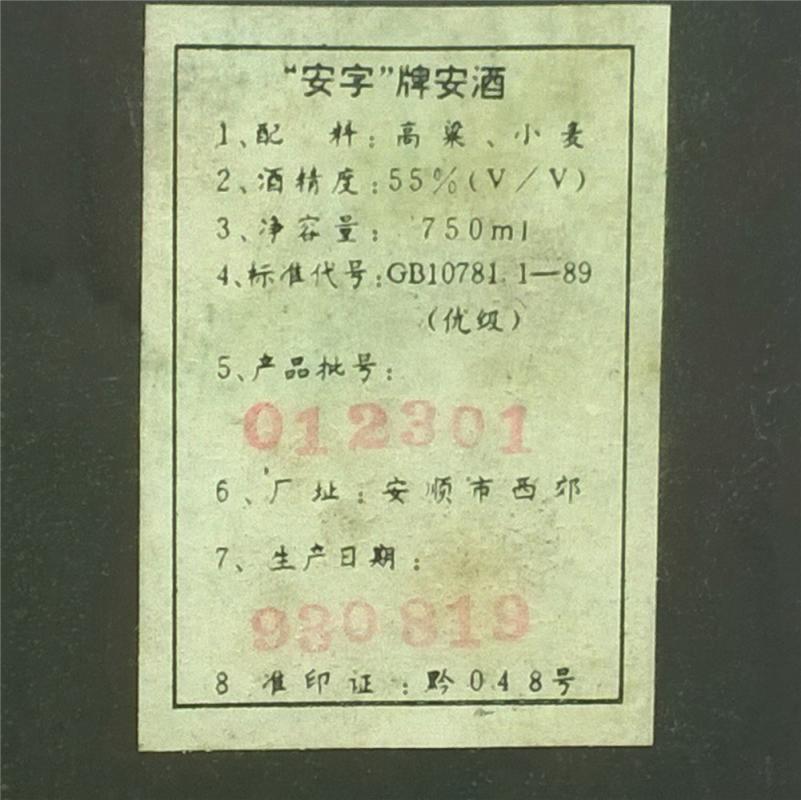 “安字”牌安酒
1、配 料：高粱、小麦
2、酒精度：55%(V／V)
3、净容量： 750ml
4、标准代号：GB10781.1—89
（优级）
5、产品批号：
012301
6、厂 址：安顺市西郊
7、生产日期：
930819
8 准印证：黔048号